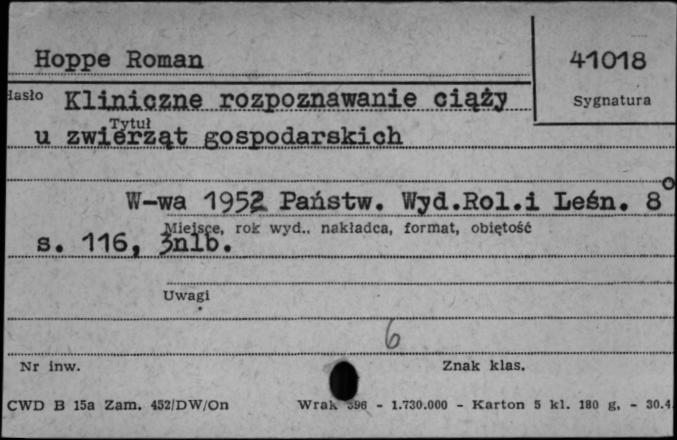 Hoppe Roman
41018
Hasło Kliniczne rozpoznawanie ciąży
Sygnatura
Tytuł
u zwierząt gospodarskich
W-wa 1952 Państw. Wyd.Rol.i Leśn. 8°
Miejsce, rok wyd., nakładca, format, objętość
s. 116, 3nlb.
Uwagi
6
Nr inw.
Znak klas.
CWD B 15a Zam. 452/DW/On Wrak 396 - 1.730.000 - Karton 5 kl. 180 g. - 30.4